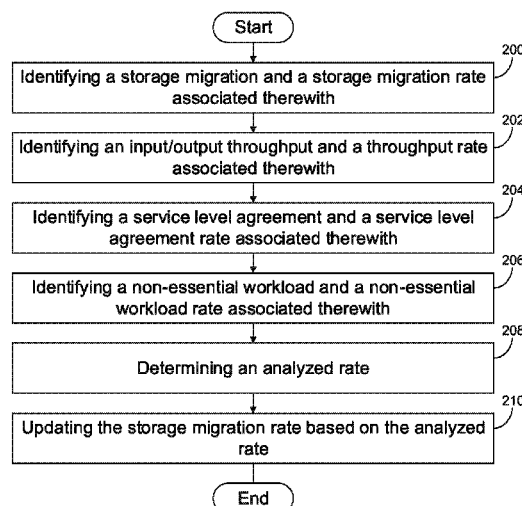 Start
200
Identifying a storage migration and a storage migration rate
associated therewith
202
Identifying an input/output throughput and a throughput rate
associated therewith
204
Identifying a service level agreement and a service level
agreement rate associated therewith
206
Identifying a non-essential workload and a non-essential
workload rate associated therewith
208
Determining an analyzed rate
210
Updating the storage migration rate based on the analyzed
rate
End